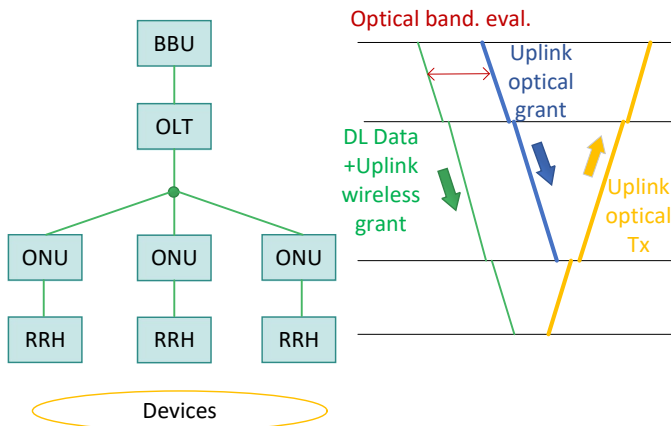 Optical band. eval.
BBU
Uplink
optical
grant
OLT
DL Data
+Uplink
wireless
grant
Uplink
optical
Tx
ONU ONU ONU
RRH RRH RRH
Devices